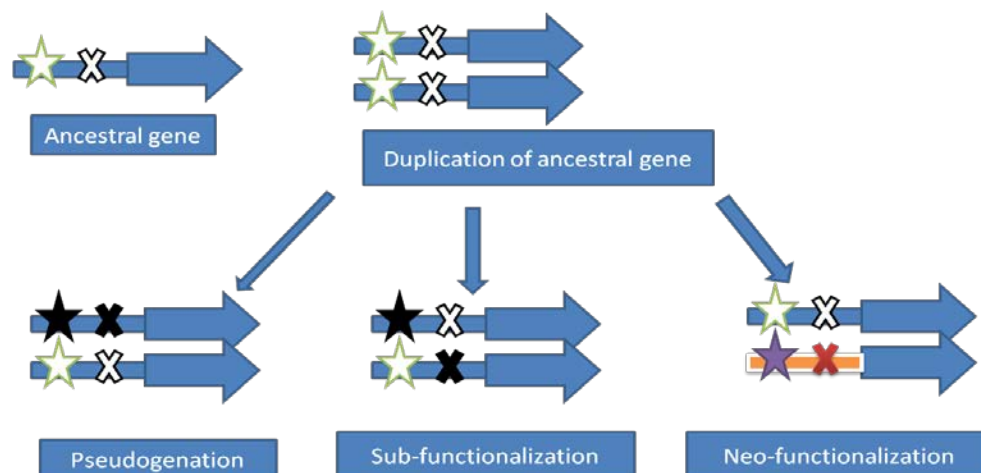 Ancestral gene
Duplication of ancestral gene
Pseudogenation
Sub-functionalization
Neo-functionalization